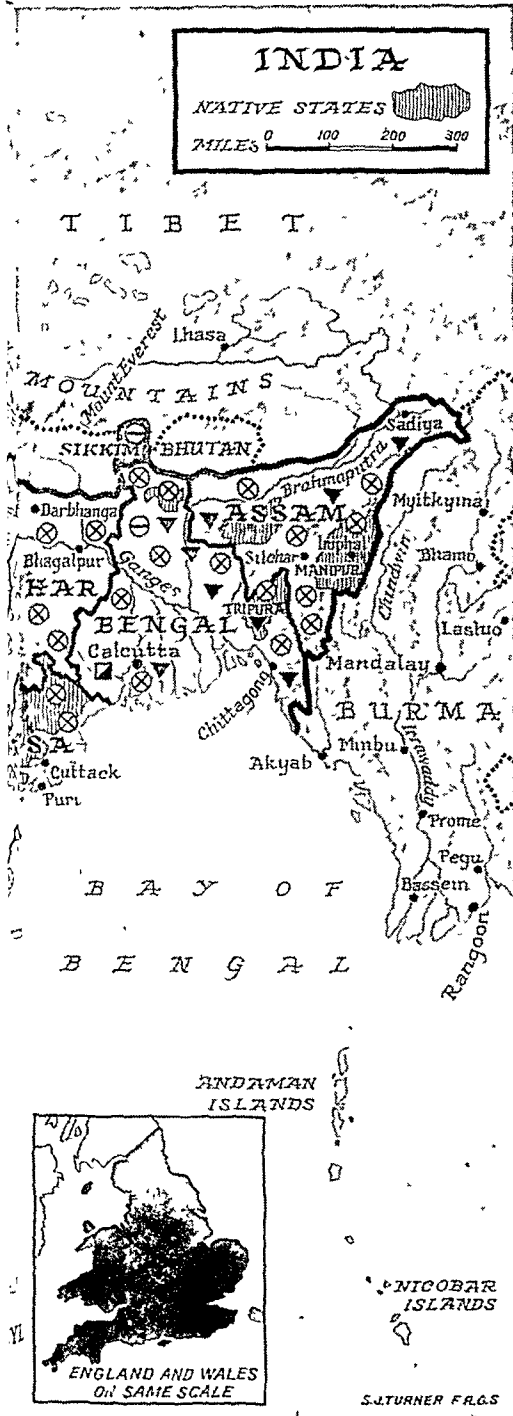 INDIA
NATIVE STATES
MILES 0 100 200 300
TIBET
Lhasa
Mount Everest
MOUNTAINS
SIKKIM
BHUTAN
Sadiya
Brahmaputra
Darbhanga
ASSAM
Myitkyina
Bhagalpur
Ganges
Silchar
Imphal
MANIPUR
Chindwin
Bhamo
HAR
BENGAL
TRIPURA
Lashio
Calcutta
Mandalay
Chittagong
BURMA
SA
Cuttack
Puri
Akyab
Minbu
Irrawaddy
Prome
Pegu
Bassein
Rangoon
BAY OF
BENGAL
ANDAMAN
ISLANDS
NICOBAR
ISLANDS
ENGLAND AND WALES
ON SAME SCALE
S.J. TURNER F.R.G.S